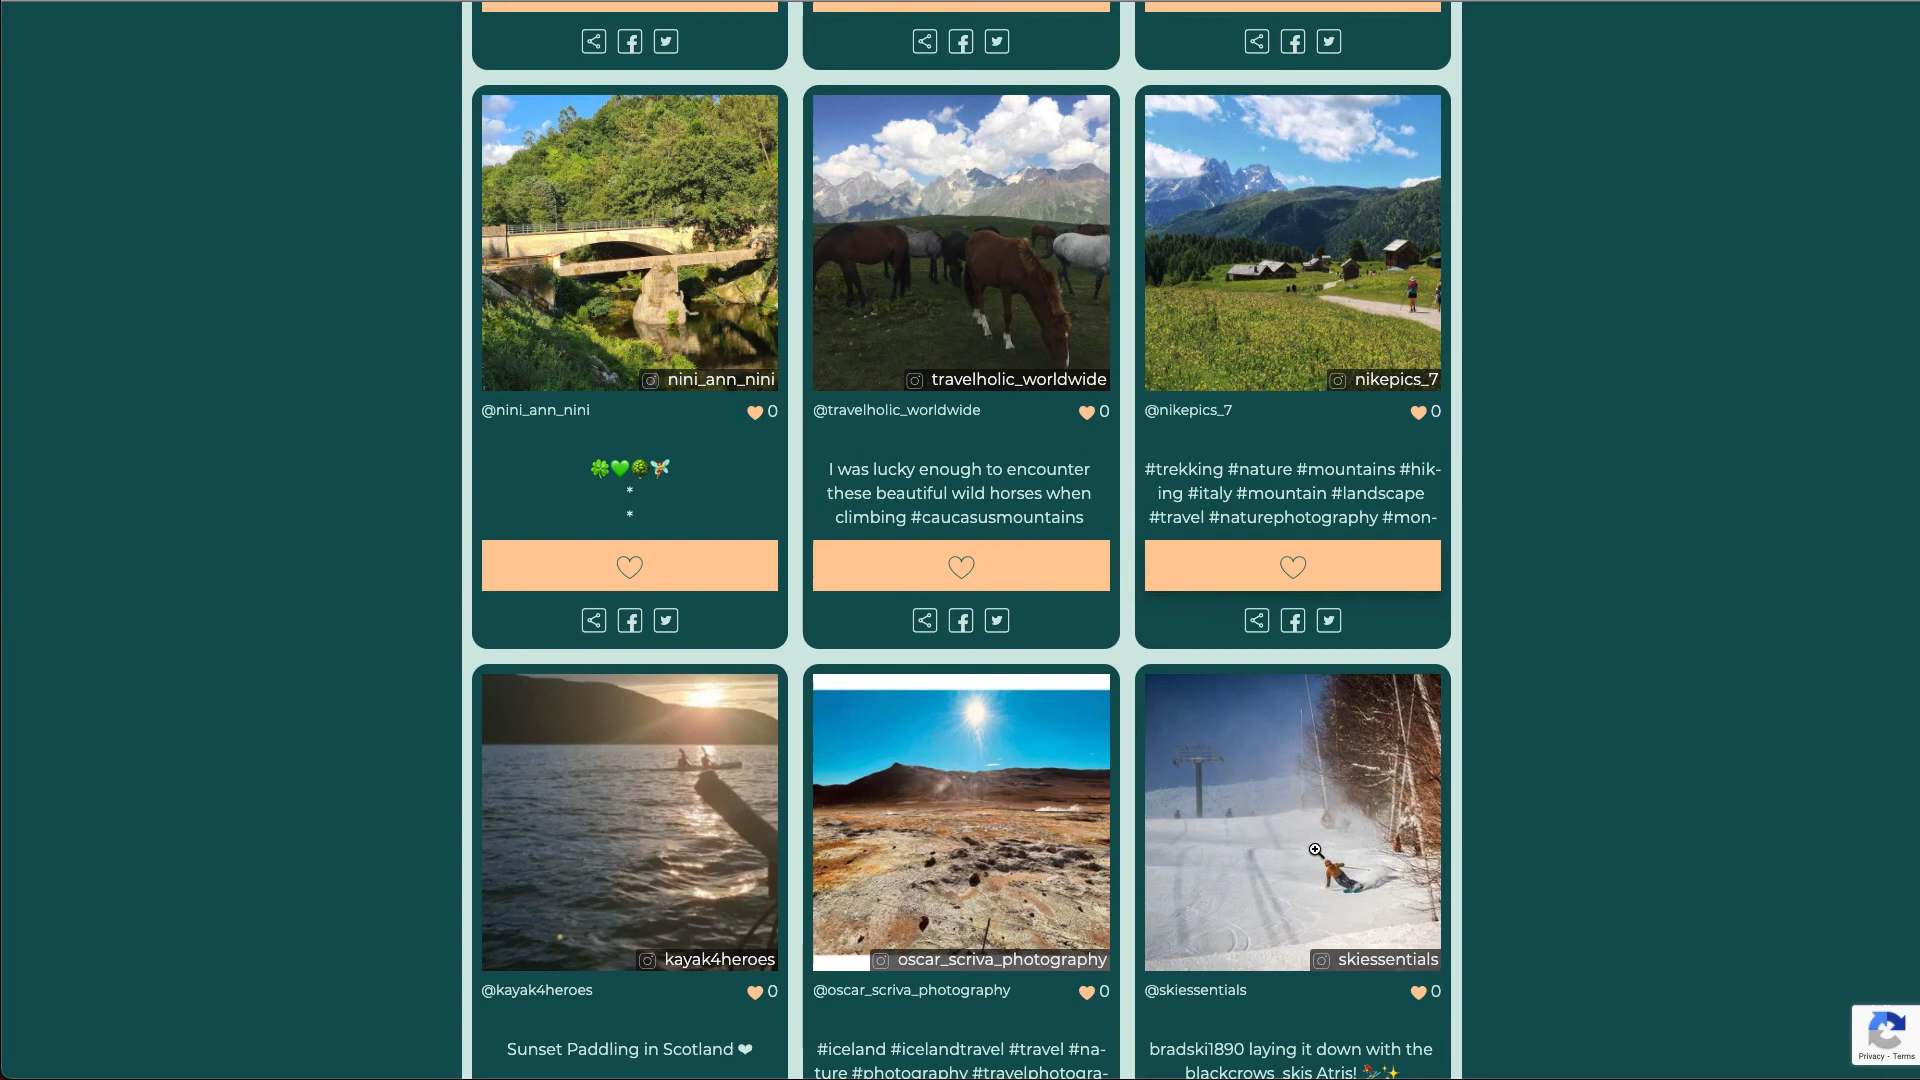 nini_ann_nini
travelholic_worldwide
nikepics_7
@nini_ann_nini
0
@travelholic_worldwide
0
@nikepics_7
0
🍀💚🌳🧚
*
*
I was lucky enough to encounter
these beautiful wild horses when
climbing #caucasusmountains
#trekking #nature #mountains #hik-
ing #italy #mountain #landscape
#travel #naturephotography #mon-
kayak4heroes
oscar_scriva_photography
skiessentials
@kayak4heroes
0
@oscar_scriva_photography
0
@skiessentials
0
Sunset Paddling in Scotland ❤
#iceland #icelandtravel #travel #na-
ture #photography #travelphotogra-
bradski1890 laying it down with the
blackcrows_skis Atris! ⛷✨
Privacy - Terms